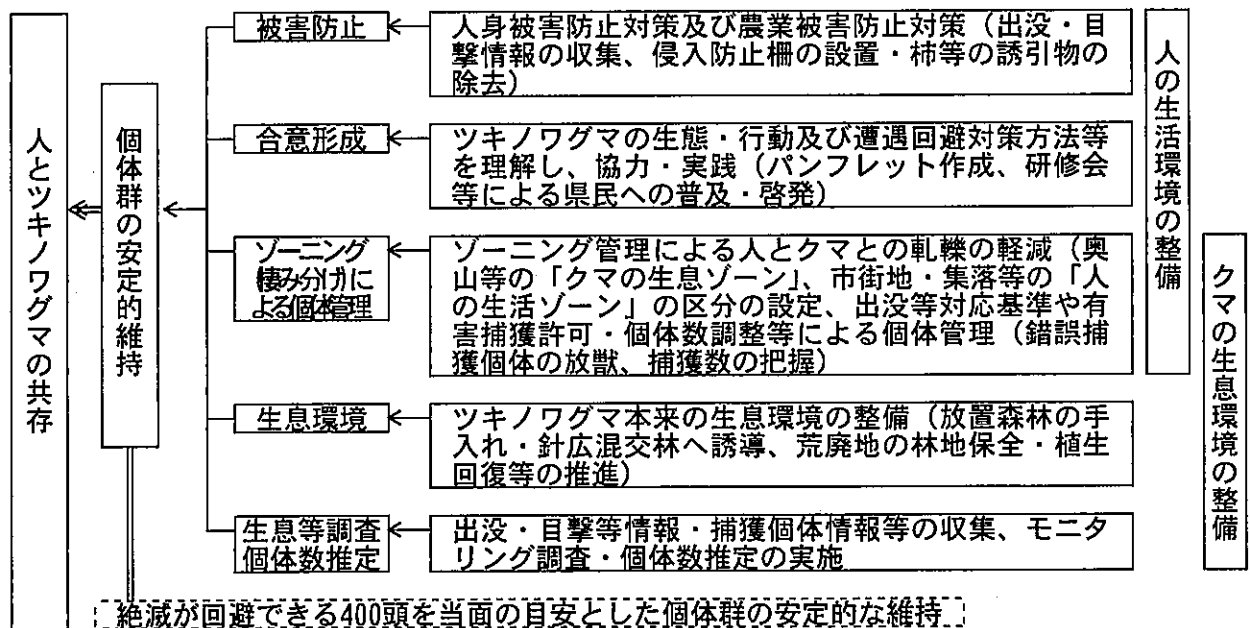 人とツキノワグマの共存
個体群の安定的維持
被害防止
人身被害防止対策及び農業被害防止対策（出没・目
撃情報の収集、侵入防止柵の設置・柿等の誘引物の
除去）
合意形成
ツキノワグマの生態・行動及び遭遇回避対策方法等
を理解し、協力・実践（パンフレット作成、研修会
等による県民への普及・啓発）
ゾーニング
（棲み分け）に
よる個体管理
ゾーニング管理による人とクマとの軋轢の軽減（奥
山等の「クマの生息ゾーン」、市街地・集落等の「人
の生活ゾーン」の区分の設定、出没等対応基準や有
害捕獲許可・個体数調整等による個体管理（錯誤捕
獲個体の放獣、捕獲数の把握）
生息環境
ツキノワグマ本来の生息環境の整備（放置森林の手
入れ・針広混交林へ誘導、荒廃地の林地保全・植生
回復等の推進）
生息等調査
個体数推定
出没・目撃等情報・捕獲個体情報等の収集、モニタ
リング調査・個体数推定の実施
人の生活環境の整備
クマの生息環境の整備
絶滅が回避できる400頭を当面の目安とした個体群の安定的な維持